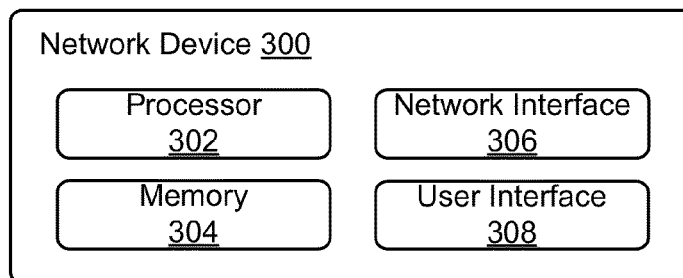 Network Device 300
Processor
302
Network Interface
306
Memory
304
User Interface
308